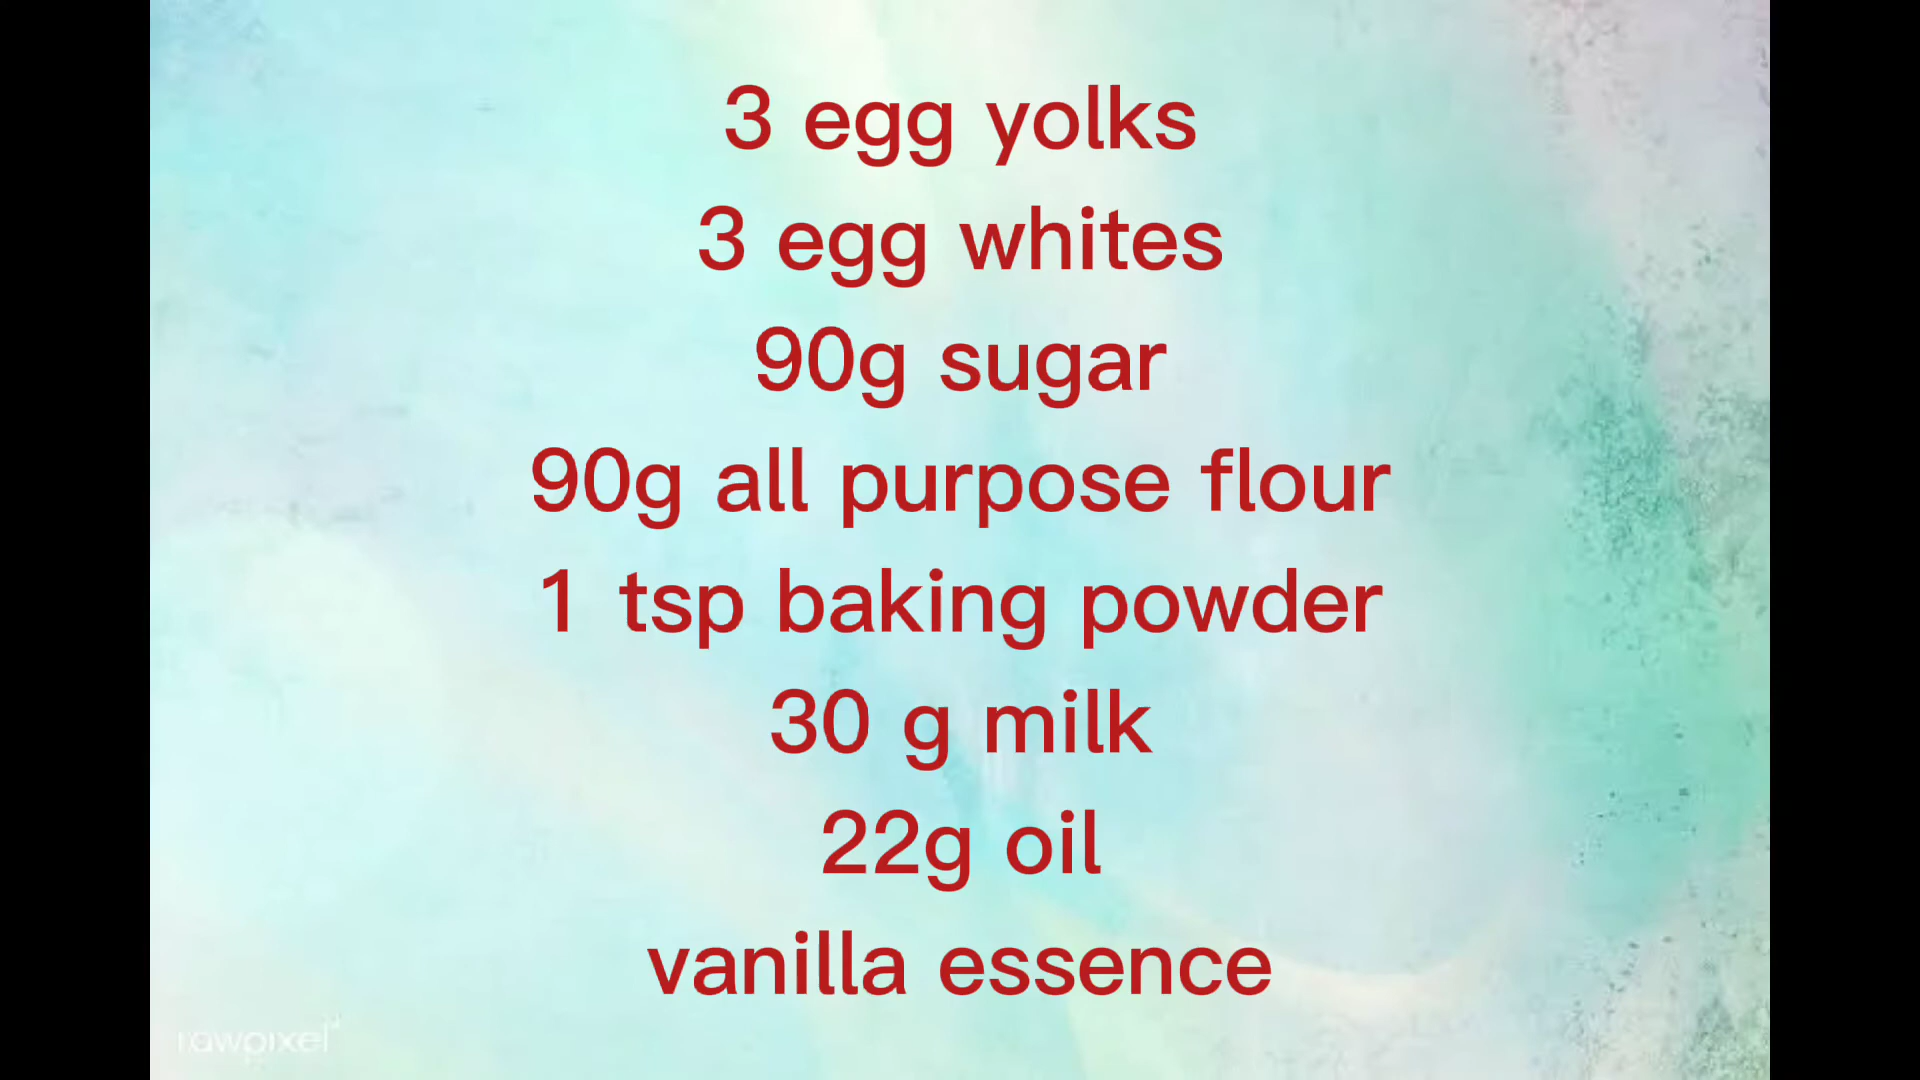 3 egg yolks
3 egg whites
90g sugar
90g all purpose flour
1 tsp baking powder
30 g milk
22g oil
vanilla essence
rawpixel